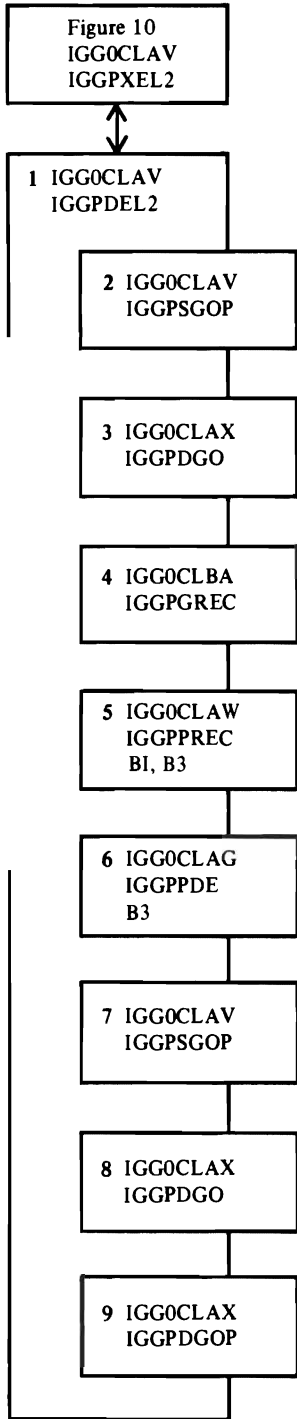 Figure 10
IGG0CLAV
IGGPXEL2
1 IGG0CLAV
IGGPDEL2
2 IGG0CLAV
IGGPSGOP
3 IGG0CLAX
IGGPDGO
4 IGG0CLBA
IGGPGREC
5 IGG0CLAW
IGGPPREC
BI, B3
6 IGG0CLAG
IGGPPDE
B3
7 IGG0CLAV
IGGPSGOP
8 IGG0CLAX
IGGPDGO
9 IGG0CLAX
IGGPDGOP